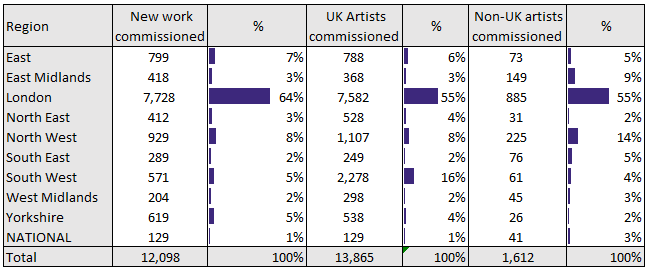 Region New work commissioned % UK Artists commissioned % Non-UK artists commissioned %
East 799 7% 788 6% 73 5%
East Midlands 418 3% 368 3% 149 9%
London 7,728 64% 7,582 55% 885 55%
North East 412 3% 528 4% 31 2%
North West 929 8% 1,107 8% 225 14%
South East 289 2% 249 2% 76 5%
South West 571 5% 2,278 16% 61 4%
West Midlands 204 2% 298 2% 45 3%
Yorkshire 619 5% 538 4% 26 2%
NATIONAL 129 1% 129 1% 41 3%
Total 12,098 100% 13,865 100% 1,612 100%